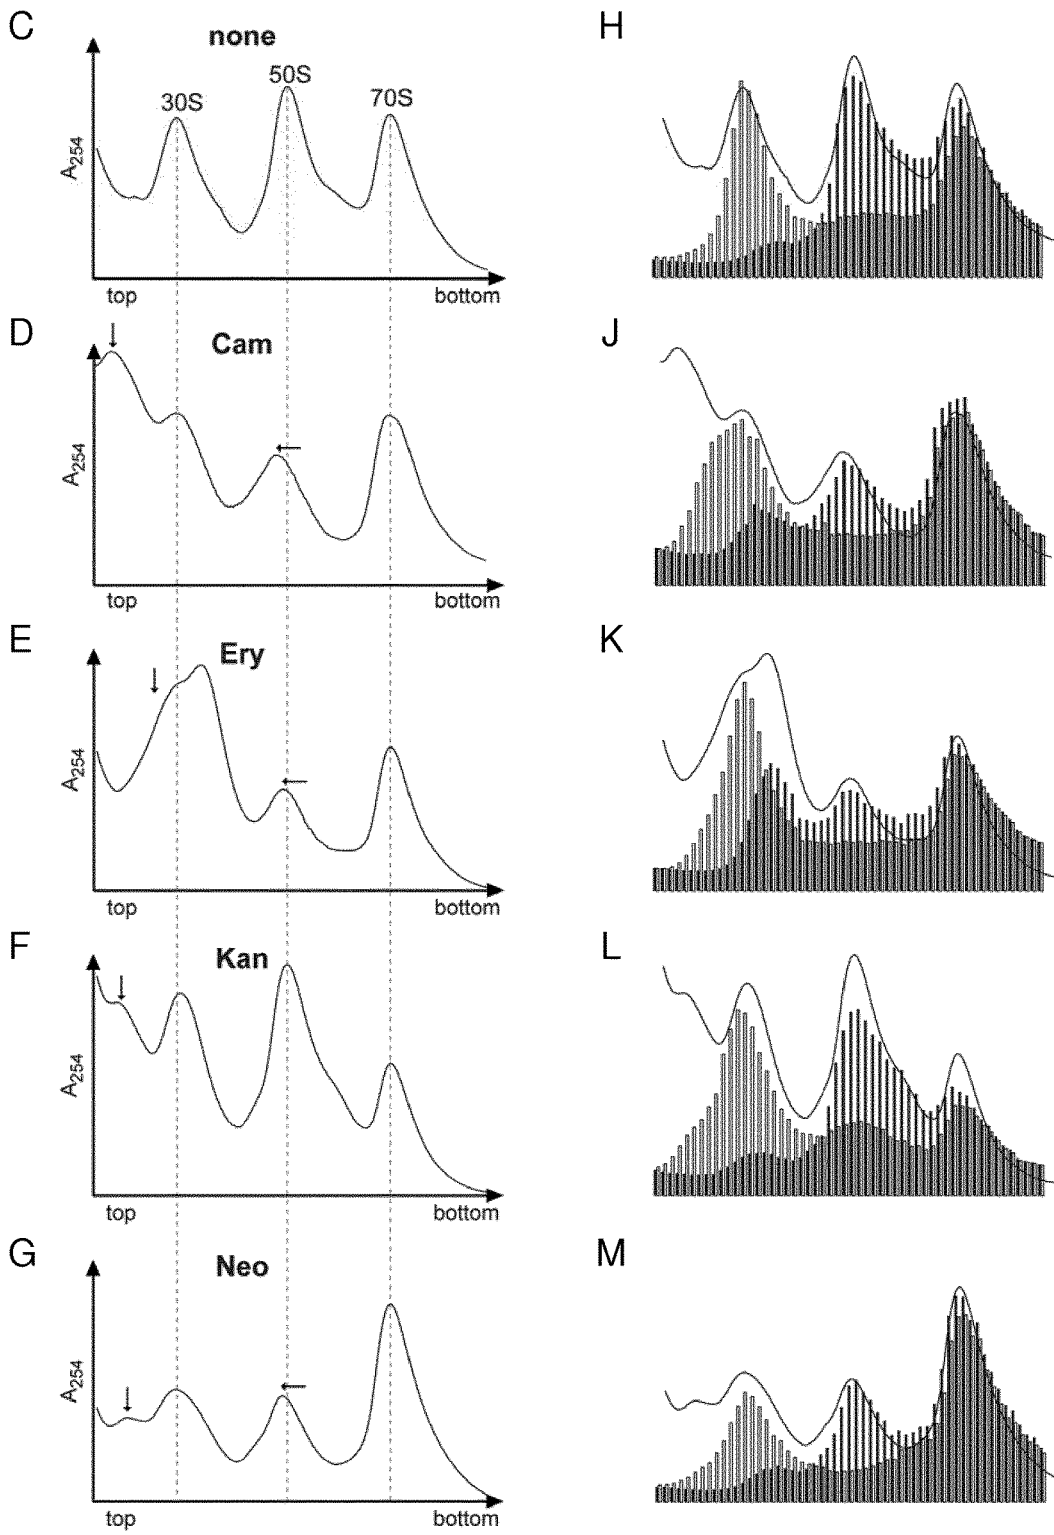 C
none
H
30S
50S
70S
A254
top
bottom
D
Cam
J
A254
top
bottom
E
Ery
K
A254
top
bottom
F
Kan
L
A254
top
bottom
G
Neo
M
A254
top
bottom